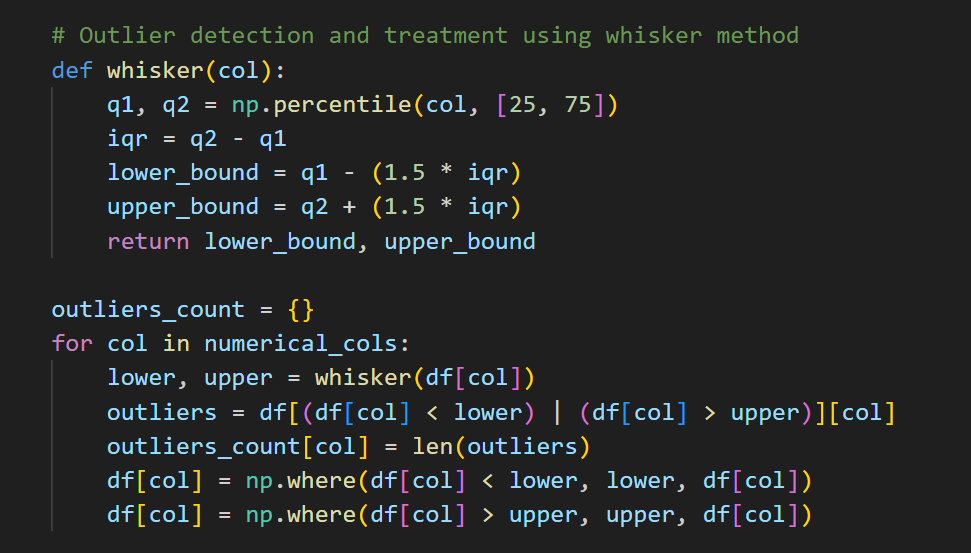 # Outlier detection and treatment using whisker method
def whisker(col):
    q1, q2 = np.percentile(col, [25, 75])
    iqr = q2 - q1
    lower_bound = q1 - (1.5 * iqr)
    upper_bound = q2 + (1.5 * iqr)
    return lower_bound, upper_bound

outliers_count = {}
for col in numerical_cols:
    lower, upper = whisker(df[col])
    outliers = df[(df[col] < lower) | (df[col] > upper)][col]
    outliers_count[col] = len(outliers)
    df[col] = np.where(df[col] < lower, lower, df[col])
    df[col] = np.where(df[col] > upper, upper, df[col])